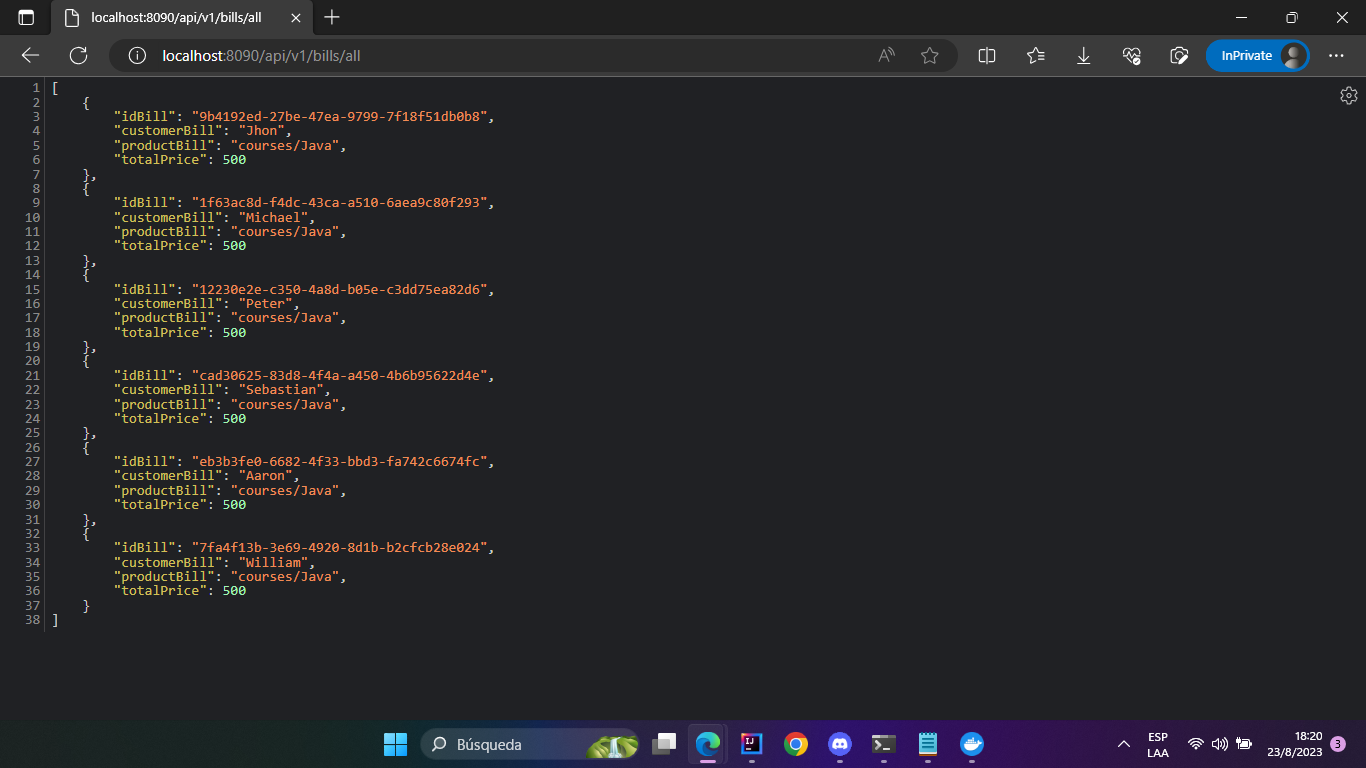 localhost:8090/api/v1/bills/all
localhost:8090/api/v1/bills/all
InPrivate
1 [
2     {
3         "idBill": "9b4192ed-27be-47ea-9799-7f18f51db0b8",
4         "customerBill": "Jhon",
5         "productBill": "courses/Java",
6         "totalPrice": 500
7     },
8     {
9         "idBill": "1f63ac8d-f4dc-43ca-a510-6aea9c80f293",
10         "customerBill": "Michael",
11         "productBill": "courses/Java",
12         "totalPrice": 500
13     },
14     {
15         "idBill": "12230e2e-c350-4a8d-b05e-c3dd75ea82d6",
16         "customerBill": "Peter",
17         "productBill": "courses/Java",
18         "totalPrice": 500
19     },
20     {
21         "idBill": "cad30625-83d8-4f4a-a450-4b6b95622d4e",
22         "customerBill": "Sebastian",
23         "productBill": "courses/Java",
24         "totalPrice": 500
25     },
26     {
27         "idBill": "eb3b3fe0-6682-4f33-bbd3-fa742c6674fc",
28         "customerBill": "Aaron",
29         "productBill": "courses/Java",
30         "totalPrice": 500
31     },
32     {
33         "idBill": "7fa4f13b-3e69-4920-8d1b-b2cfcb28e024",
34         "customerBill": "William",
35         "productBill": "courses/Java",
36         "totalPrice": 500
37     }
38 ]
Búsqueda
ESP
LAA
18:20
23/8/2023
3